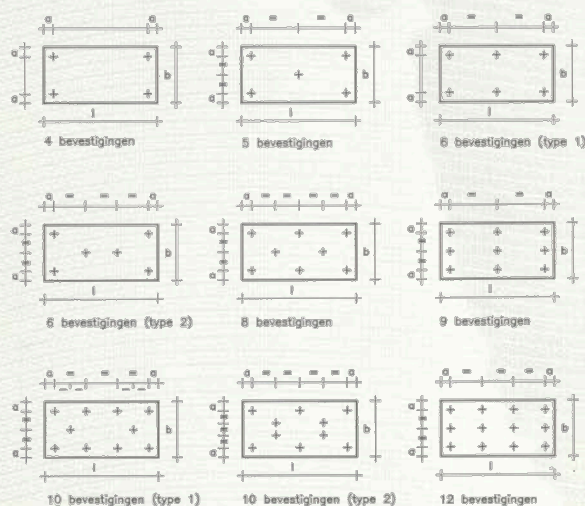 a a a = = a a = = a
a a a b a = = a b a a b
l l l
4 bevestigingen 5 bevestigingen 6 bevestigingen (type 1)
a = = = a a = = = = a a = = a
a = = a b a = = a b a = = a b
l l l
6 bevestigingen (type 2) 8 bevestigingen 9 bevestigingen
a = = = a a = = = = a a = = = a
a = = a b a = = = a b a = = a b
l l l
10 bevestigingen (type 1) 10 bevestigingen (type 2) 12 bevestigingen